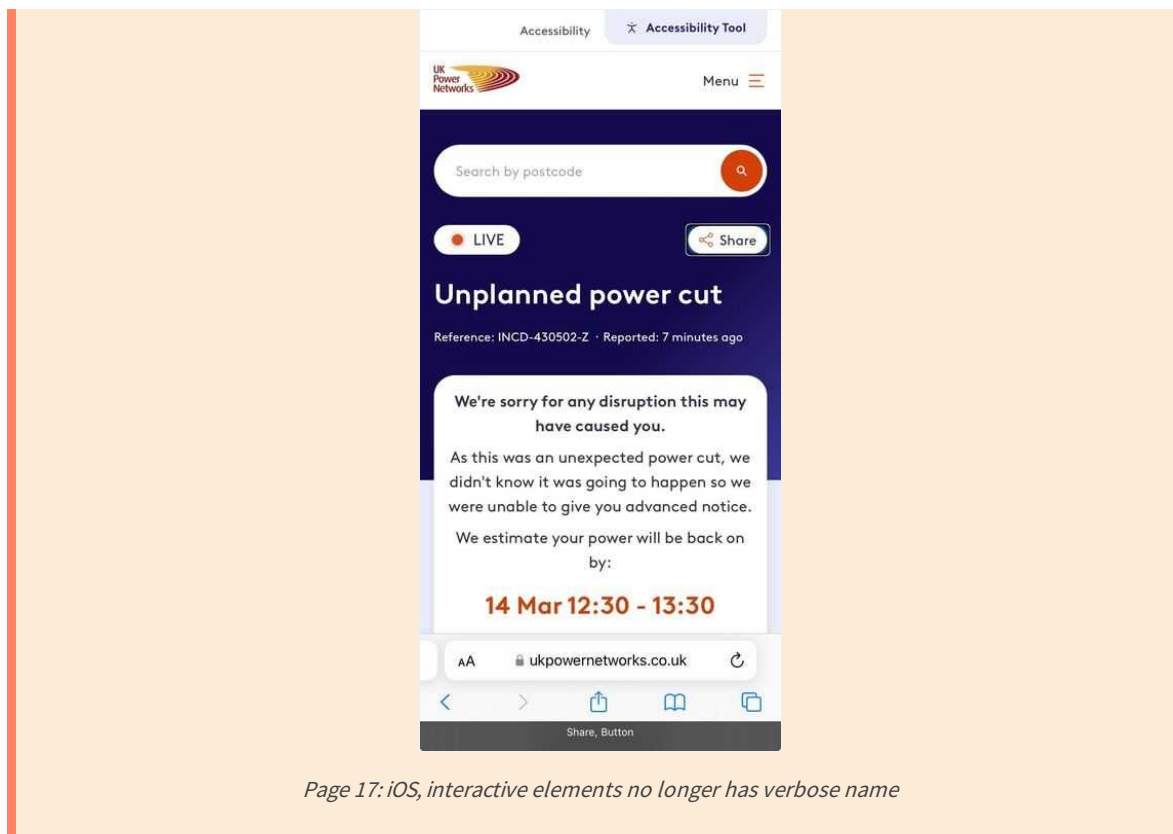 Accessibility
Accessibility Tool
UK
Power
Networks
Menu
Search by postcode
LIVE
Share
Unplanned power cut
Reference: INCD-430502-Z · Reported: 7 minutes ago
We're sorry for any disruption this may
have caused you.
As this was an unexpected power cut, we
didn't know it was going to happen so we
were unable to give you advanced notice.
We estimate your power will be back on
by:
14 Mar 12:30 - 13:30
AA
ukpowernetworks.co.uk
Share, Button
Page 17: iOS, interactive elements no longer has verbose name